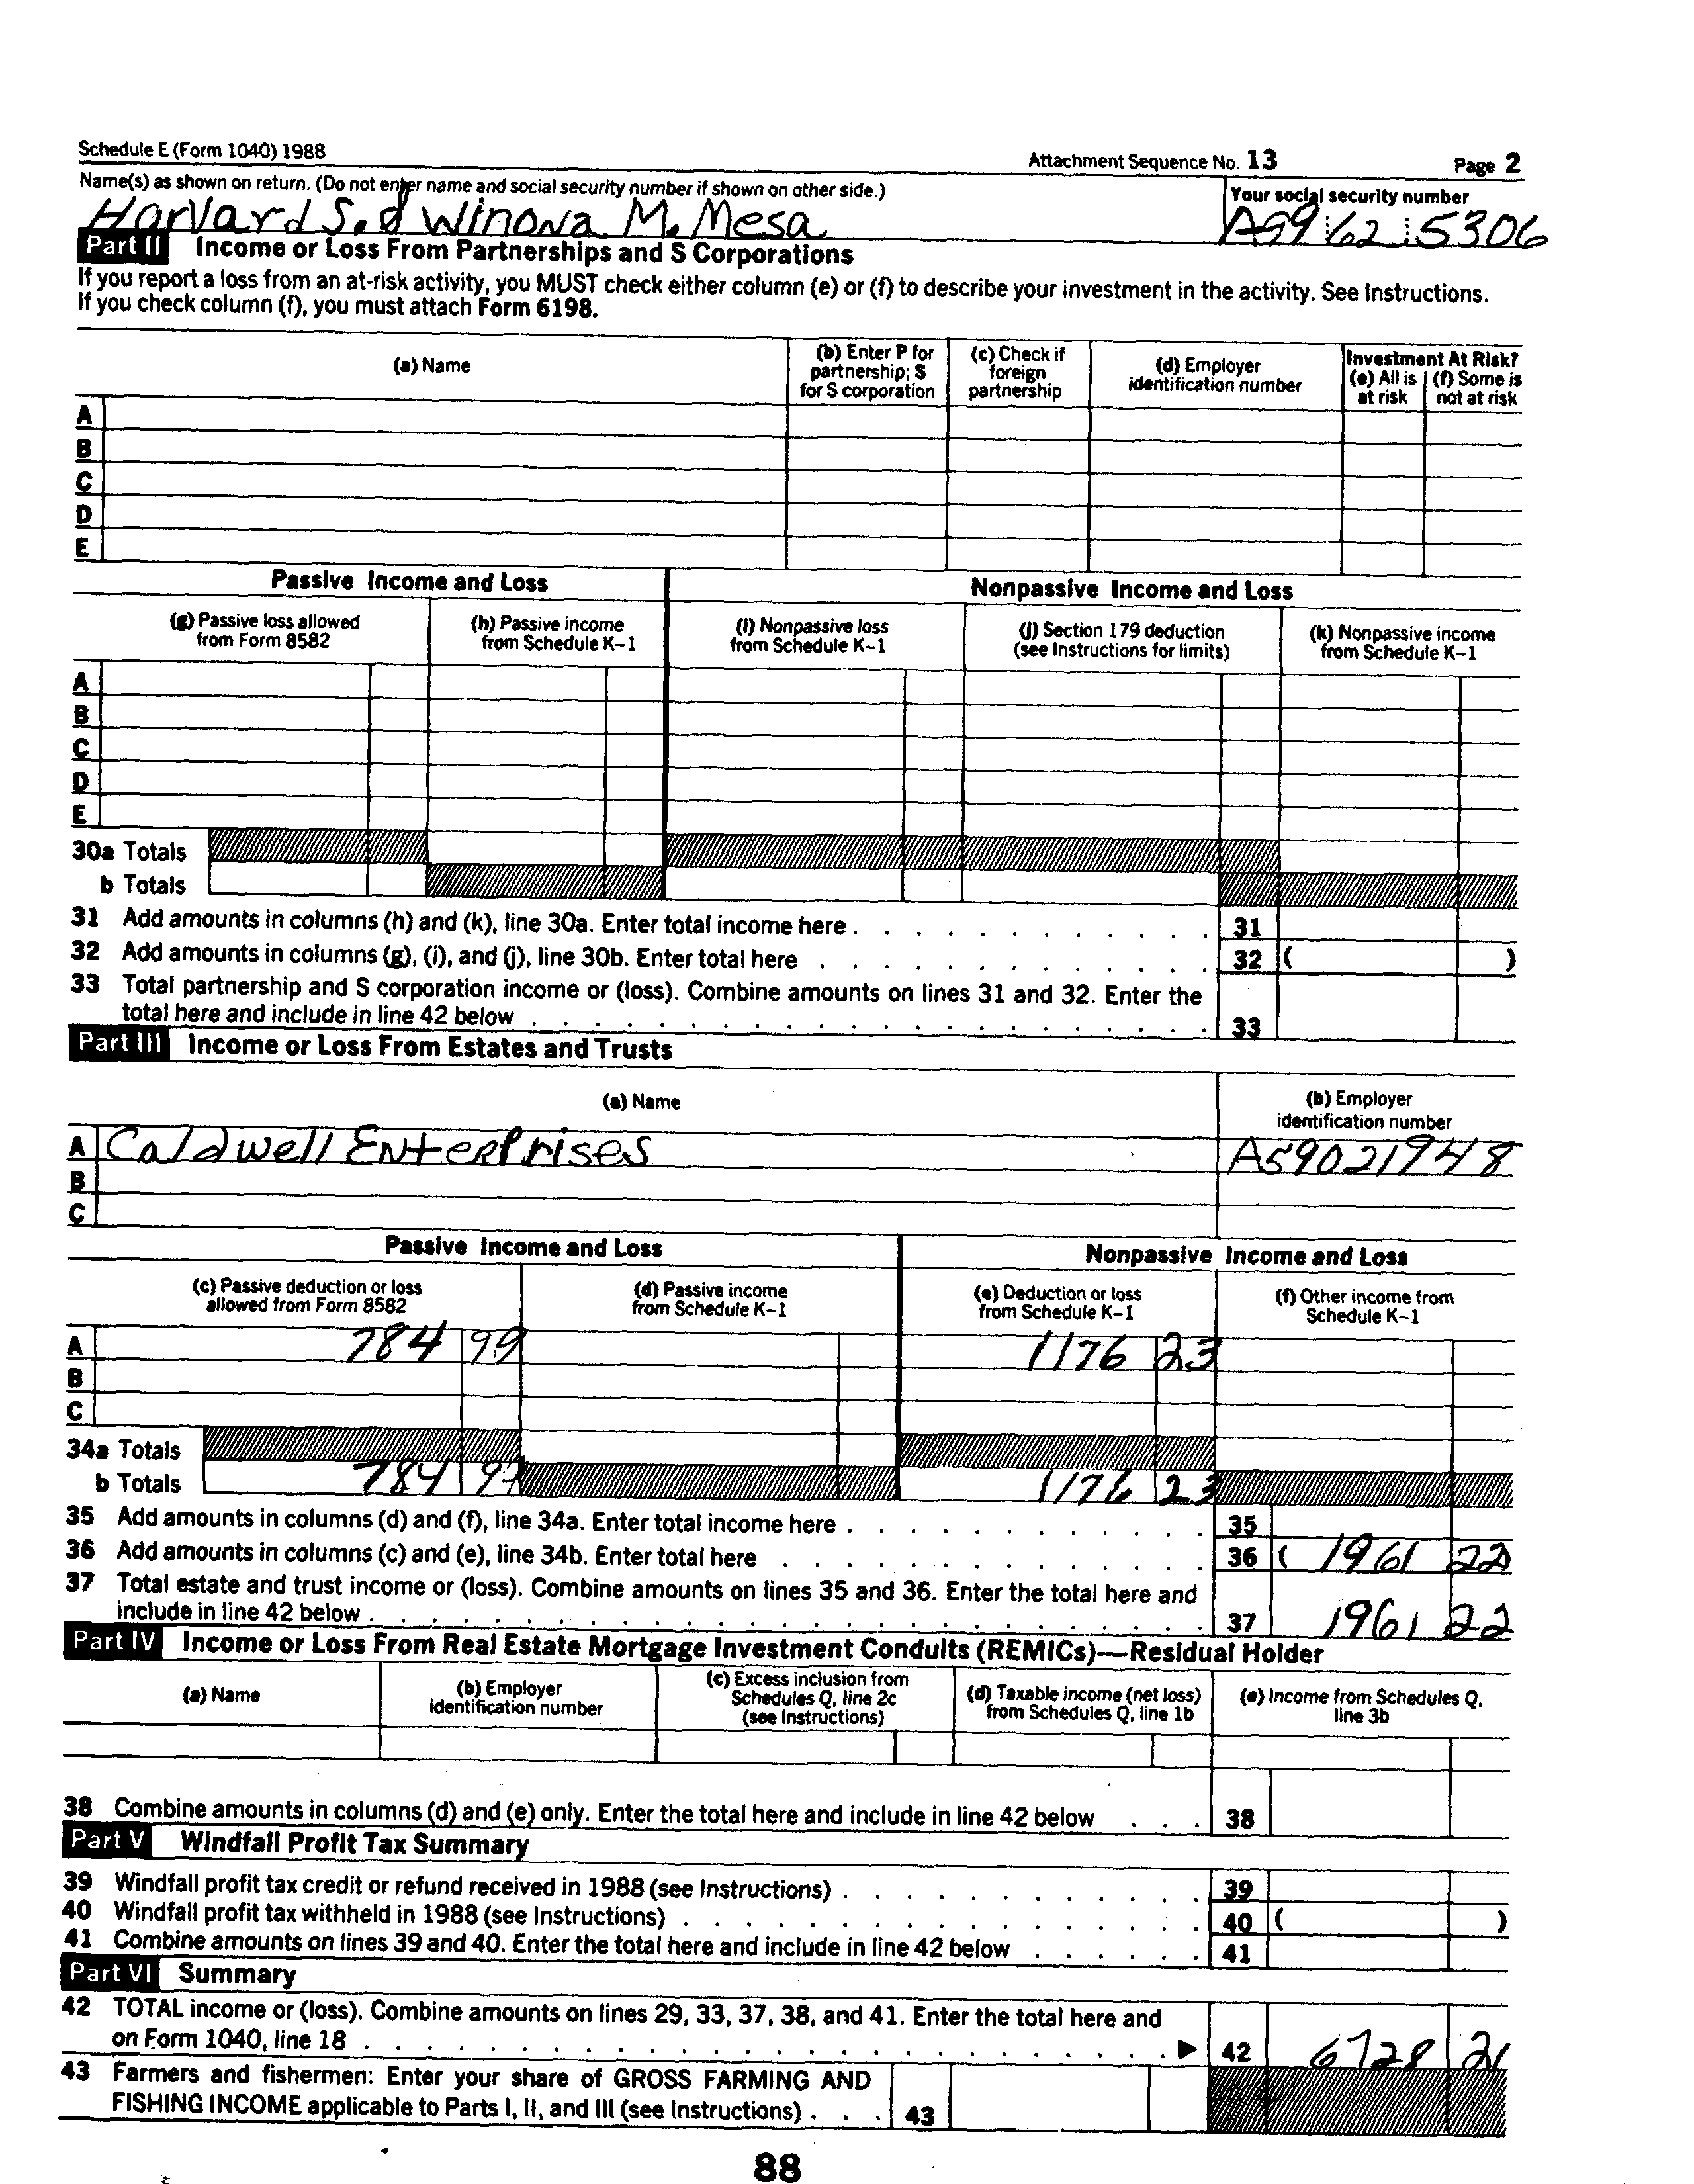 Schedule E (Form 1040) 1988 Attachment Sequence No. 13 Page 2
Name(s) as shown on return. (Do not enter name and social security number if shown on other side.) Your social security number
Harvard S. & Winona M. Mesa A99 62 5306
Part II Income or Loss From Partnerships and S Corporations
If you report a loss from an at-risk activity, you MUST check either column (e) or (f) to describe your investment in the activity. See Instructions.
If you check column (f), you must attach Form 6198.
(a) Name (b) Enter P for partnership; S for S corporation (c) Check if foreign partnership (d) Employer identification number Investment At Risk? (e) All is at risk (f) Some is not at risk
A
B
C
D
E
Passive Income and Loss Nonpassive Income and Loss
(g) Passive loss allowed from Form 8582 (h) Passive income from Schedule K-1 (i) Nonpassive loss from Schedule K-1 (j) Section 179 deduction (see Instructions for limits) (k) Nonpassive income from Schedule K-1
A
B
C
D
E
30a Totals
b Totals
31 Add amounts in columns (h) and (k), line 30a. Enter total income here . 31
32 Add amounts in columns (g), (i), and (j), line 30b. Enter total here . 32 ( )
33 Total partnership and S corporation income or (loss). Combine amounts on lines 31 and 32. Enter the
total here and include in line 42 below . 33
Part III Income or Loss From Estates and Trusts
(a) Name (b) Employer identification number
A Caldwell Enterprises A59021948
B
C
Passive Income and Loss Nonpassive Income and Loss
(c) Passive deduction or loss allowed from Form 8582 (d) Passive income from Schedule K-1 (e) Deduction or loss from Schedule K-1 (f) Other income from Schedule K-1
A 784 99 1176 23
B
C
34a Totals
b Totals 784 99 1176 23
35 Add amounts in columns (d) and (f), line 34a. Enter total income here . 35
36 Add amounts in columns (c) and (e), line 34b. Enter total here . 36 ( 1961 22 )
37 Total estate and trust income or (loss). Combine amounts on lines 35 and 36. Enter the total here and
include in line 42 below . 37 1961 22
Part IV Income or Loss From Real Estate Mortgage Investment Conduits (REMICs)—Residual Holder
(a) Name (b) Employer identification number (c) Excess inclusion from Schedules Q, line 2c (see Instructions) (d) Taxable income (net loss) from Schedules Q, line 1b (e) Income from Schedules Q, line 3b
38 Combine amounts in columns (d) and (e) only. Enter the total here and include in line 42 below . 38
Part V Windfall Profit Tax Summary
39 Windfall profit tax credit or refund received in 1988 (see Instructions) . 39
40 Windfall profit tax withheld in 1988 (see Instructions) . 40 ( )
41 Combine amounts on lines 39 and 40. Enter the total here and include in line 42 below . 41
Part VI Summary
42 TOTAL income or (loss). Combine amounts on lines 29, 33, 37, 38, and 41. Enter the total here and
on Form 1040, line 18 . ▶ 42 6728 21
43 Farmers and fishermen: Enter your share of GROSS FARMING AND
FISHING INCOME applicable to Parts I, II, and III (see Instructions) . 43
88